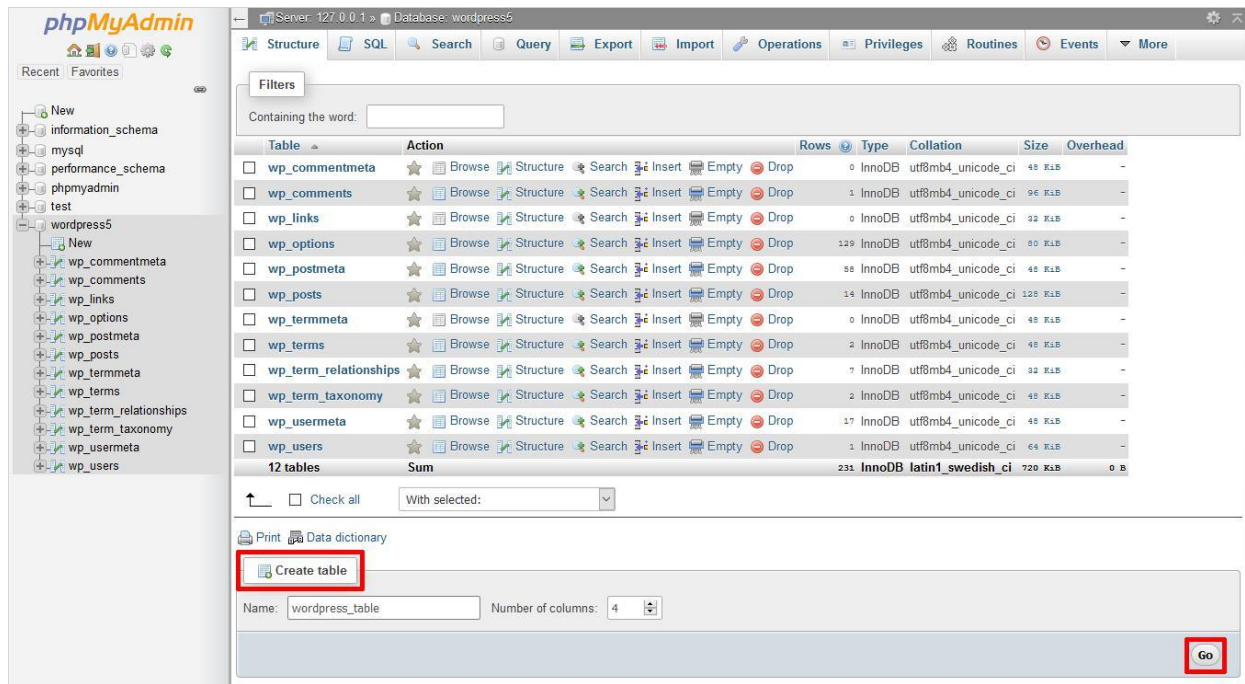 phpMyAdmin
Recent Favorites
New
information_schema
mysql
performance_schema
phpmyadmin
test
wordpress5
New
wp_commentmeta
wp_comments
wp_links
wp_options
wp_postmeta
wp_posts
wp_termmeta
wp_terms
wp_term_relationships
wp_term_taxonomy
wp_usermeta
wp_users
Server: 127.0.0.1 » Database: wordpress5
Structure SQL Search Query Export Import Operations Privileges Routines Events More
Filters
Containing the word:
Table Action Rows Type Collation Size Overhead
wp_commentmeta Browse Structure Search Insert Empty Drop 0 InnoDB utf8mb4_unicode_ci 48 KiB -
wp_comments Browse Structure Search Insert Empty Drop 1 InnoDB utf8mb4_unicode_ci 96 KiB -
wp_links Browse Structure Search Insert Empty Drop 0 InnoDB utf8mb4_unicode_ci 32 KiB -
wp_options Browse Structure Search Insert Empty Drop 129 InnoDB utf8mb4_unicode_ci 80 KiB -
wp_postmeta Browse Structure Search Insert Empty Drop 58 InnoDB utf8mb4_unicode_ci 48 KiB -
wp_posts Browse Structure Search Insert Empty Drop 14 InnoDB utf8mb4_unicode_ci 128 KiB -
wp_termmeta Browse Structure Search Insert Empty Drop 0 InnoDB utf8mb4_unicode_ci 48 KiB -
wp_terms Browse Structure Search Insert Empty Drop 2 InnoDB utf8mb4_unicode_ci 48 KiB -
wp_term_relationships Browse Structure Search Insert Empty Drop 7 InnoDB utf8mb4_unicode_ci 32 KiB -
wp_term_taxonomy Browse Structure Search Insert Empty Drop 2 InnoDB utf8mb4_unicode_ci 48 KiB -
wp_usermeta Browse Structure Search Insert Empty Drop 17 InnoDB utf8mb4_unicode_ci 48 KiB -
wp_users Browse Structure Search Insert Empty Drop 1 InnoDB utf8mb4_unicode_ci 64 KiB -
12 tables Sum 231 InnoDB latin1_swedish_ci 720 KiB 0 B
Check all With selected:
Print Data dictionary
Create table
Name: wordpress_table Number of columns: 4
Go